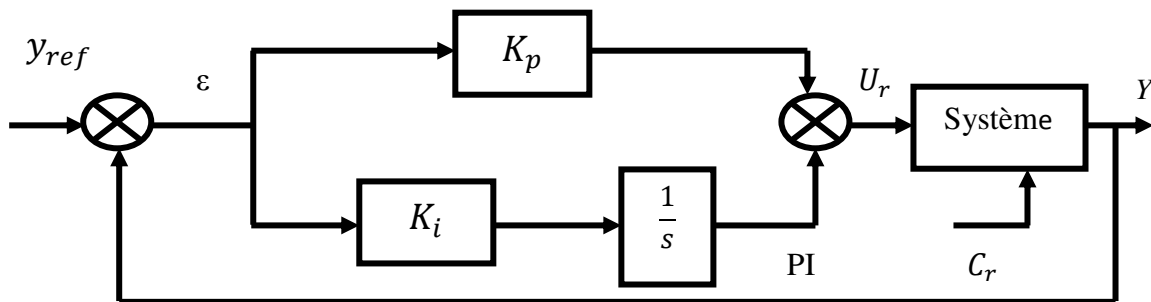 y_ref
ε
K_p
U_r
Système
Y
K_i
1/s
PI
C_r